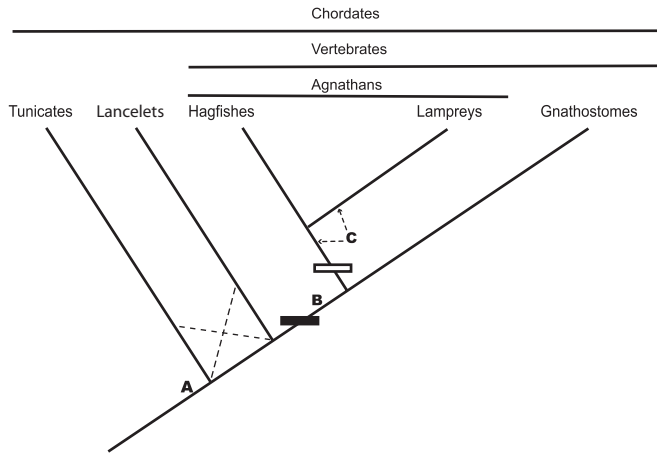 Chordates
Vertebrates
Agnathans
Tunicates Lancelets Hagfishes Lampreys Gnathostomes
C
B
A